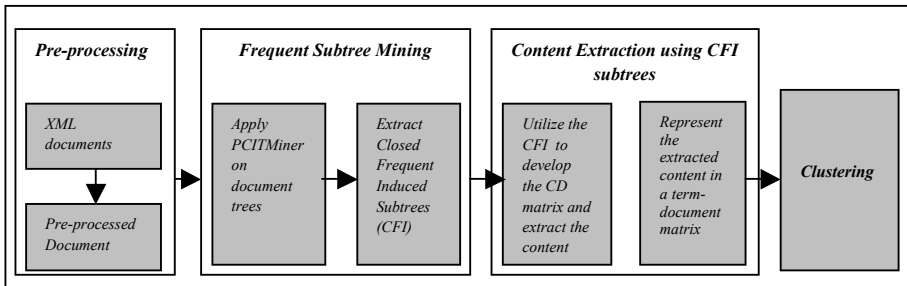 Pre-processing
XML
documents
Pre-processed
Document
Frequent Subtree Mining
Apply
PCITMiner
on
document
trees
Extract
Closed
Frequent
Induced
Subtrees
(CFI)
Content Extraction using CFI
subtrees
Utilize the
CFI to
develop
the CD
matrix and
extract the
content
Represent
the
extracted
content in
a term-
document
matrix
Clustering